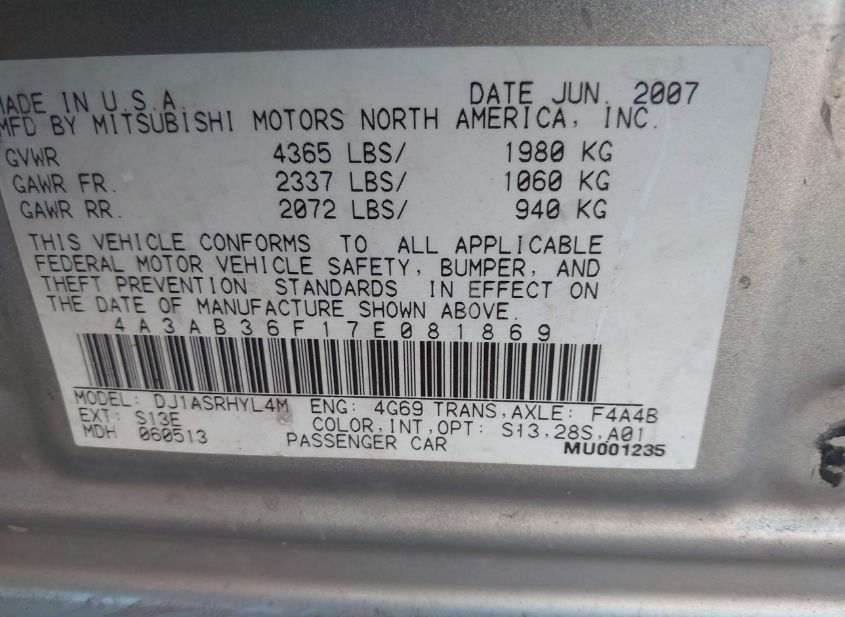 MADE IN U.S.A. DATE JUN. 2007
MFD BY MITSUBISHI MOTORS NORTH AMERICA, INC.
GVWR 4365 LBS/ 1980 KG
GAWR FR. 2337 LBS/ 1060 KG
GAWR RR. 2072 LBS/ 940 KG
THIS VEHICLE CONFORMS TO ALL APPLICABLE
FEDERAL MOTOR VEHICLE SAFETY, BUMPER, AND
THEFT PREVENTION STANDARDS IN EFFECT ON
THE DATE OF MANUFACTURE SHOWN ABOVE.
4A3AB36F17E081869
MODEL: DJ1ASRHYL4M ENG: 4G69 TRANS,AXLE: F4A4B
EXT: S13E COLOR,INT,OPT: S13,28S,A01
MDH 060513 PASSENGER CAR MU001235